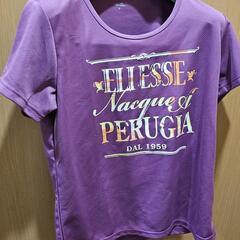 ELLESSE
Nacque A
PERUGIA
DAL 1959